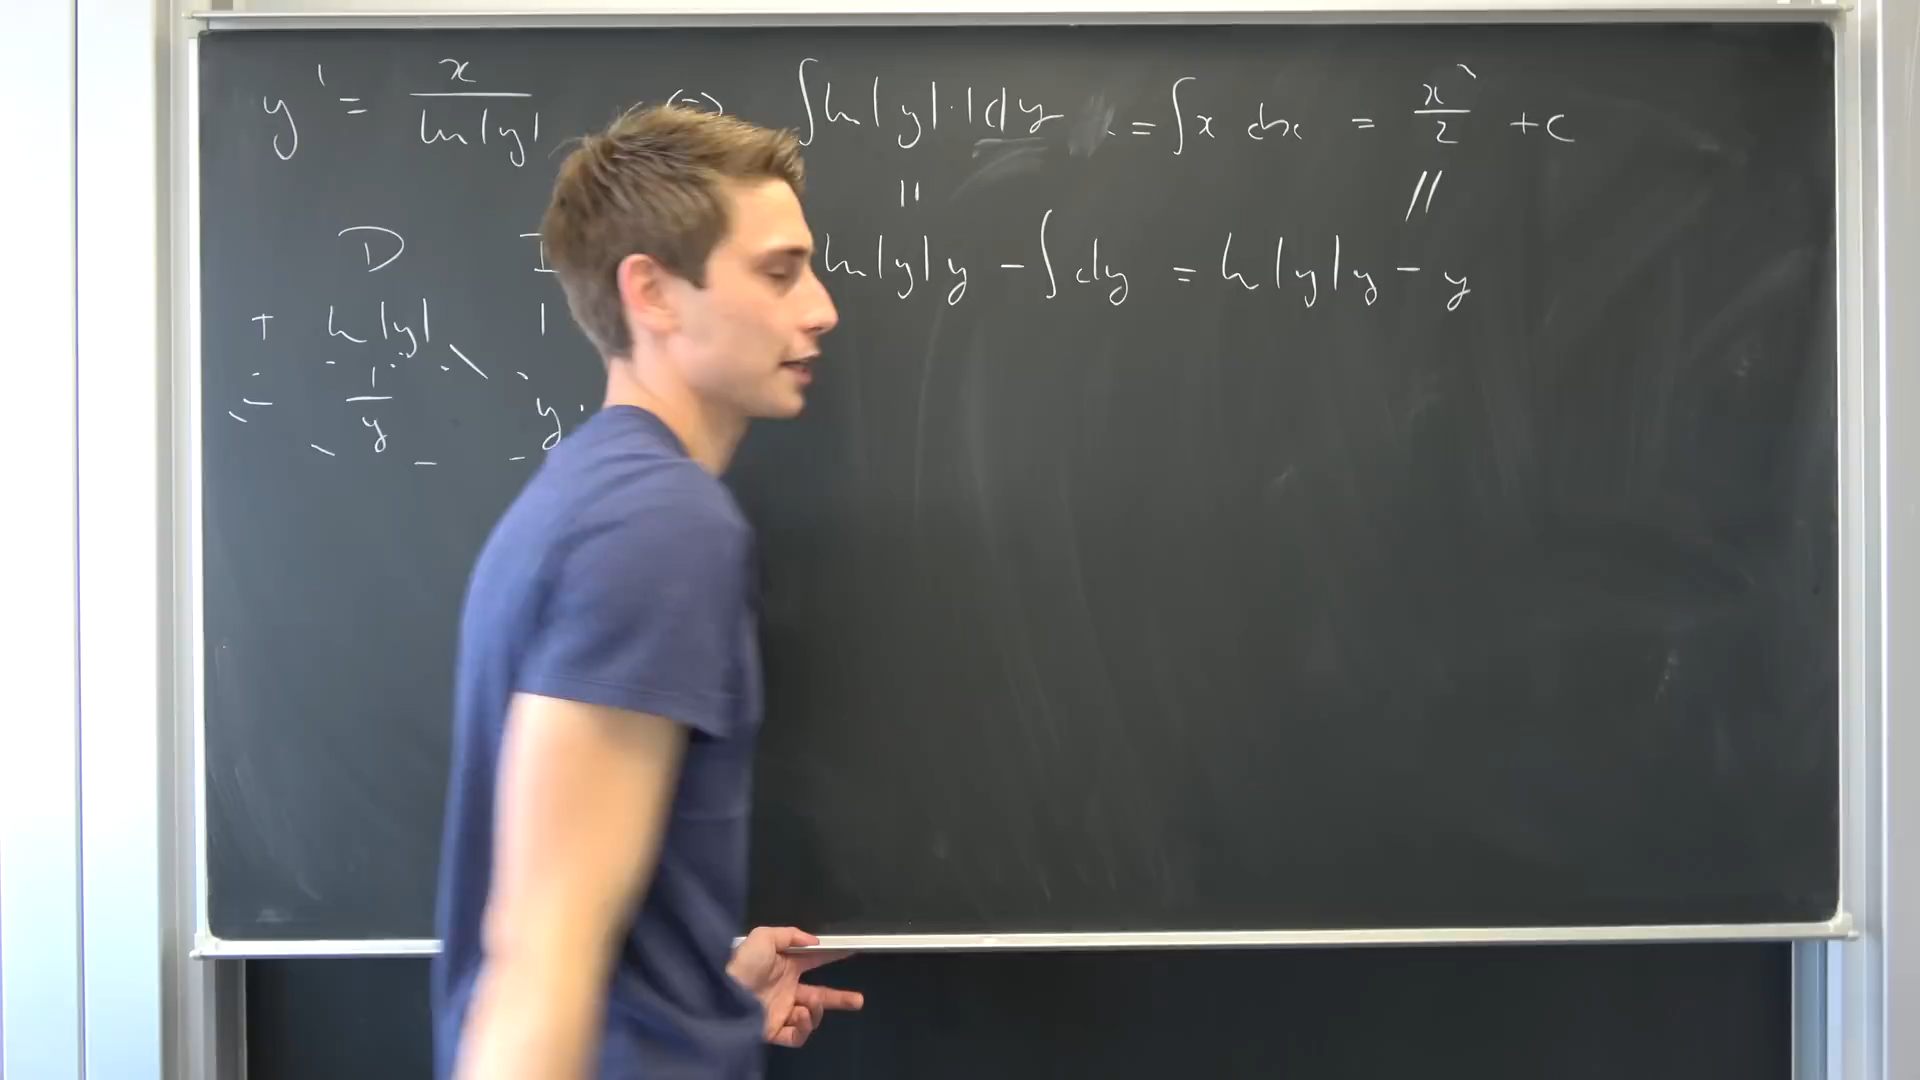 y' = x / ln|y| ⇔ ∫ ln|y| · 1 dy = ∫ x dx = x² / 2 + c
|| //
D I ln|y| y - ∫ dy = ln|y| y - y
+ ln|y| 1
- 1/y y